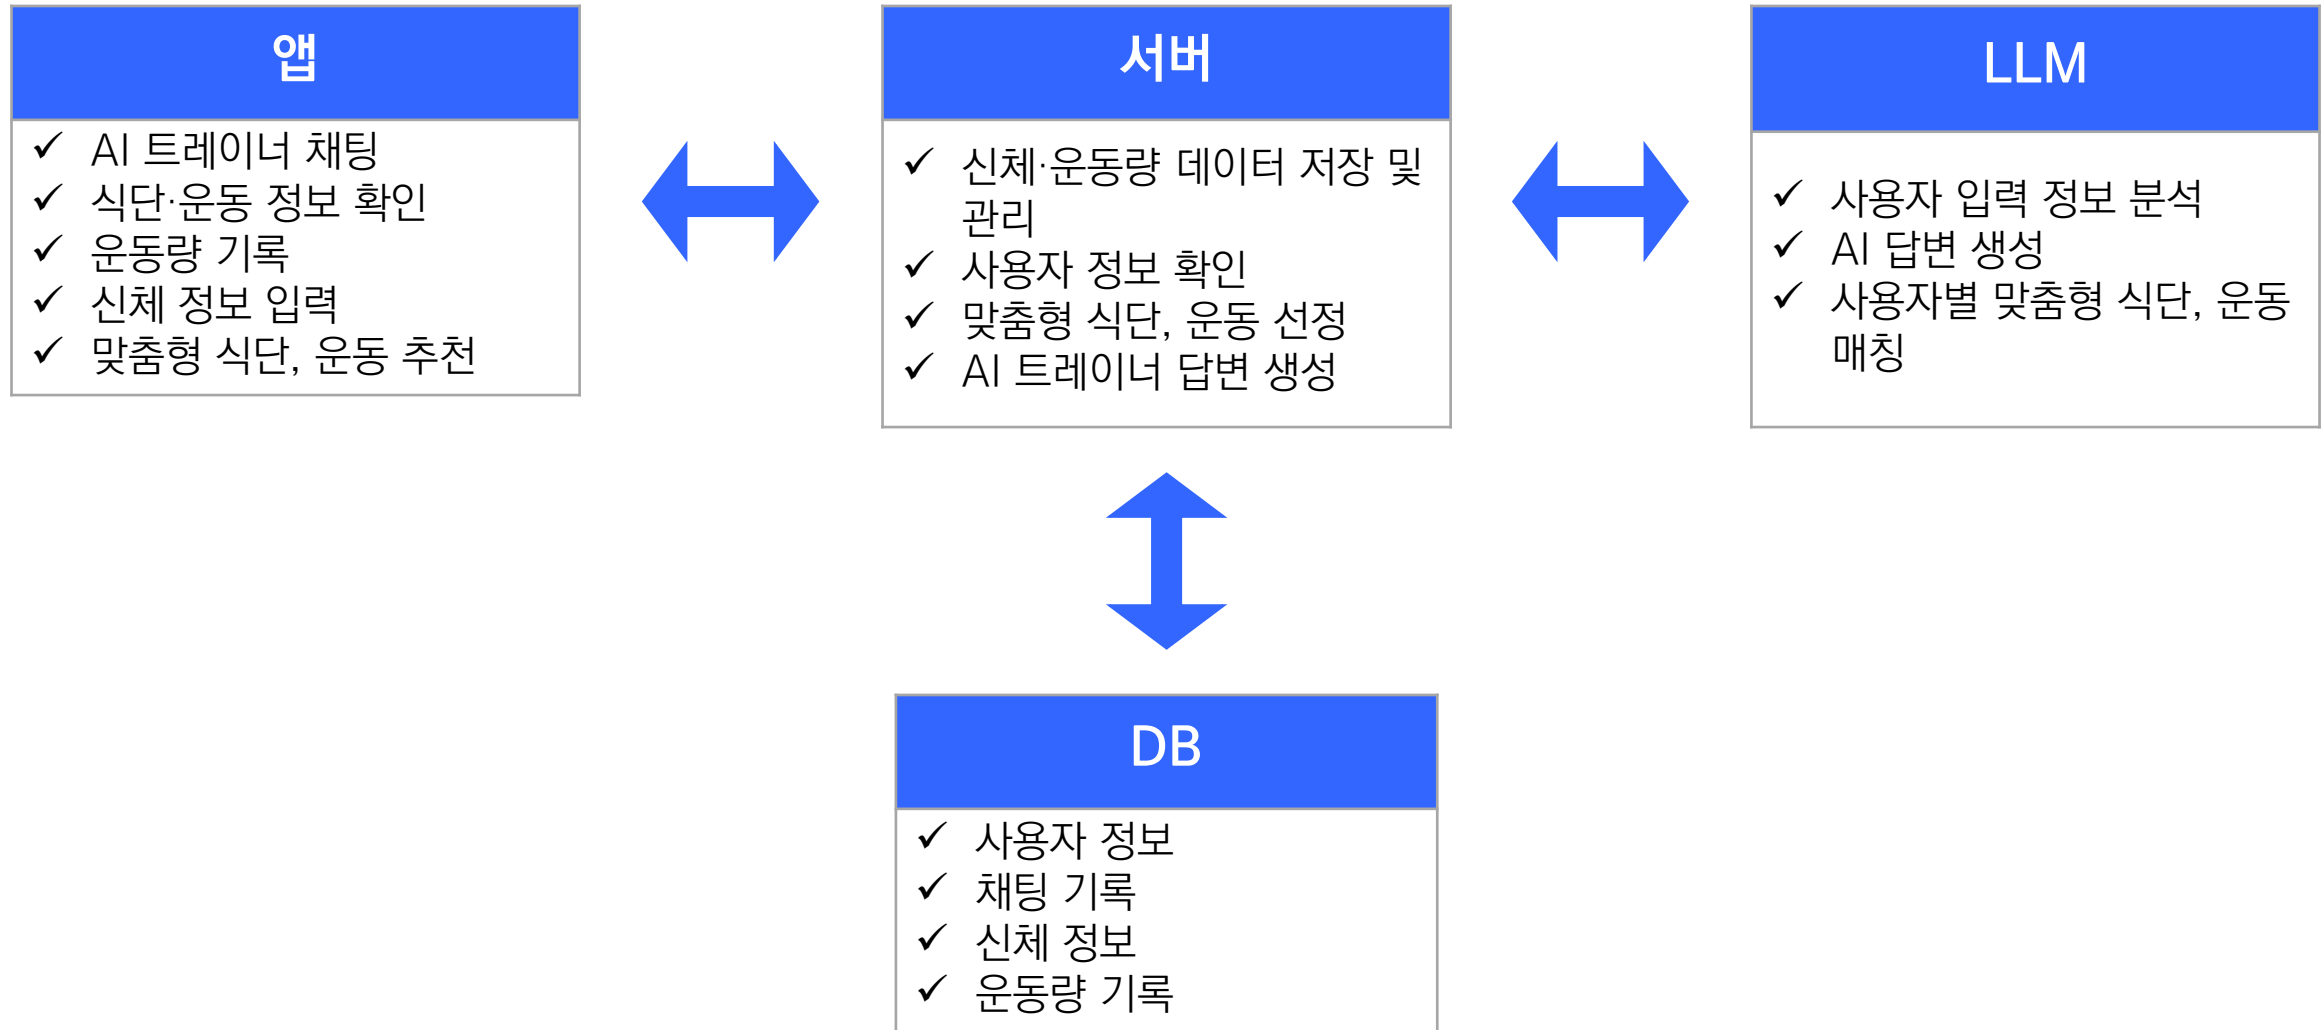 앱
✓ AI 트레이너 채팅
✓ 식단·운동 정보 확인
✓ 운동량 기록
✓ 신체 정보 입력
✓ 맞춤형 식단, 운동 추천
서버
✓ 신체·운동량 데이터 저장 및
관리
✓ 사용자 정보 확인
✓ 맞춤형 식단, 운동 선정
✓ AI 트레이너 답변 생성
LLM
✓ 사용자 입력 정보 분석
✓ AI 답변 생성
✓ 사용자별 맞춤형 식단, 운동
매칭
DB
✓ 사용자 정보
✓ 채팅 기록
✓ 신체 정보
✓ 운동량 기록